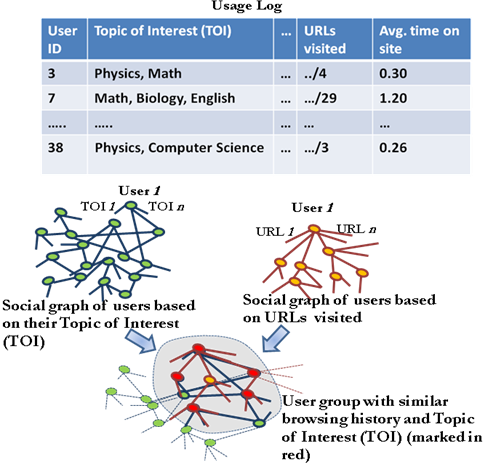 Usage Log
User ID Topic of Interest (TOI) ... URLs visited Avg. time on site
3 Physics, Math ... ../4 0.30
7 Math, Biology, English ... .../29 1.20
..... ..... ... ... ...
38 Physics, Computer Science ... .../3 0.26
User 1
TOI 1 TOI n
User 1
URL 1 URL n
Social graph of users based
on their Topic of Interest
(TOI)
Social graph of users based
on URLs visited
User group with similar
browsing history and Topic
of Interest (TOI) (marked in
red)